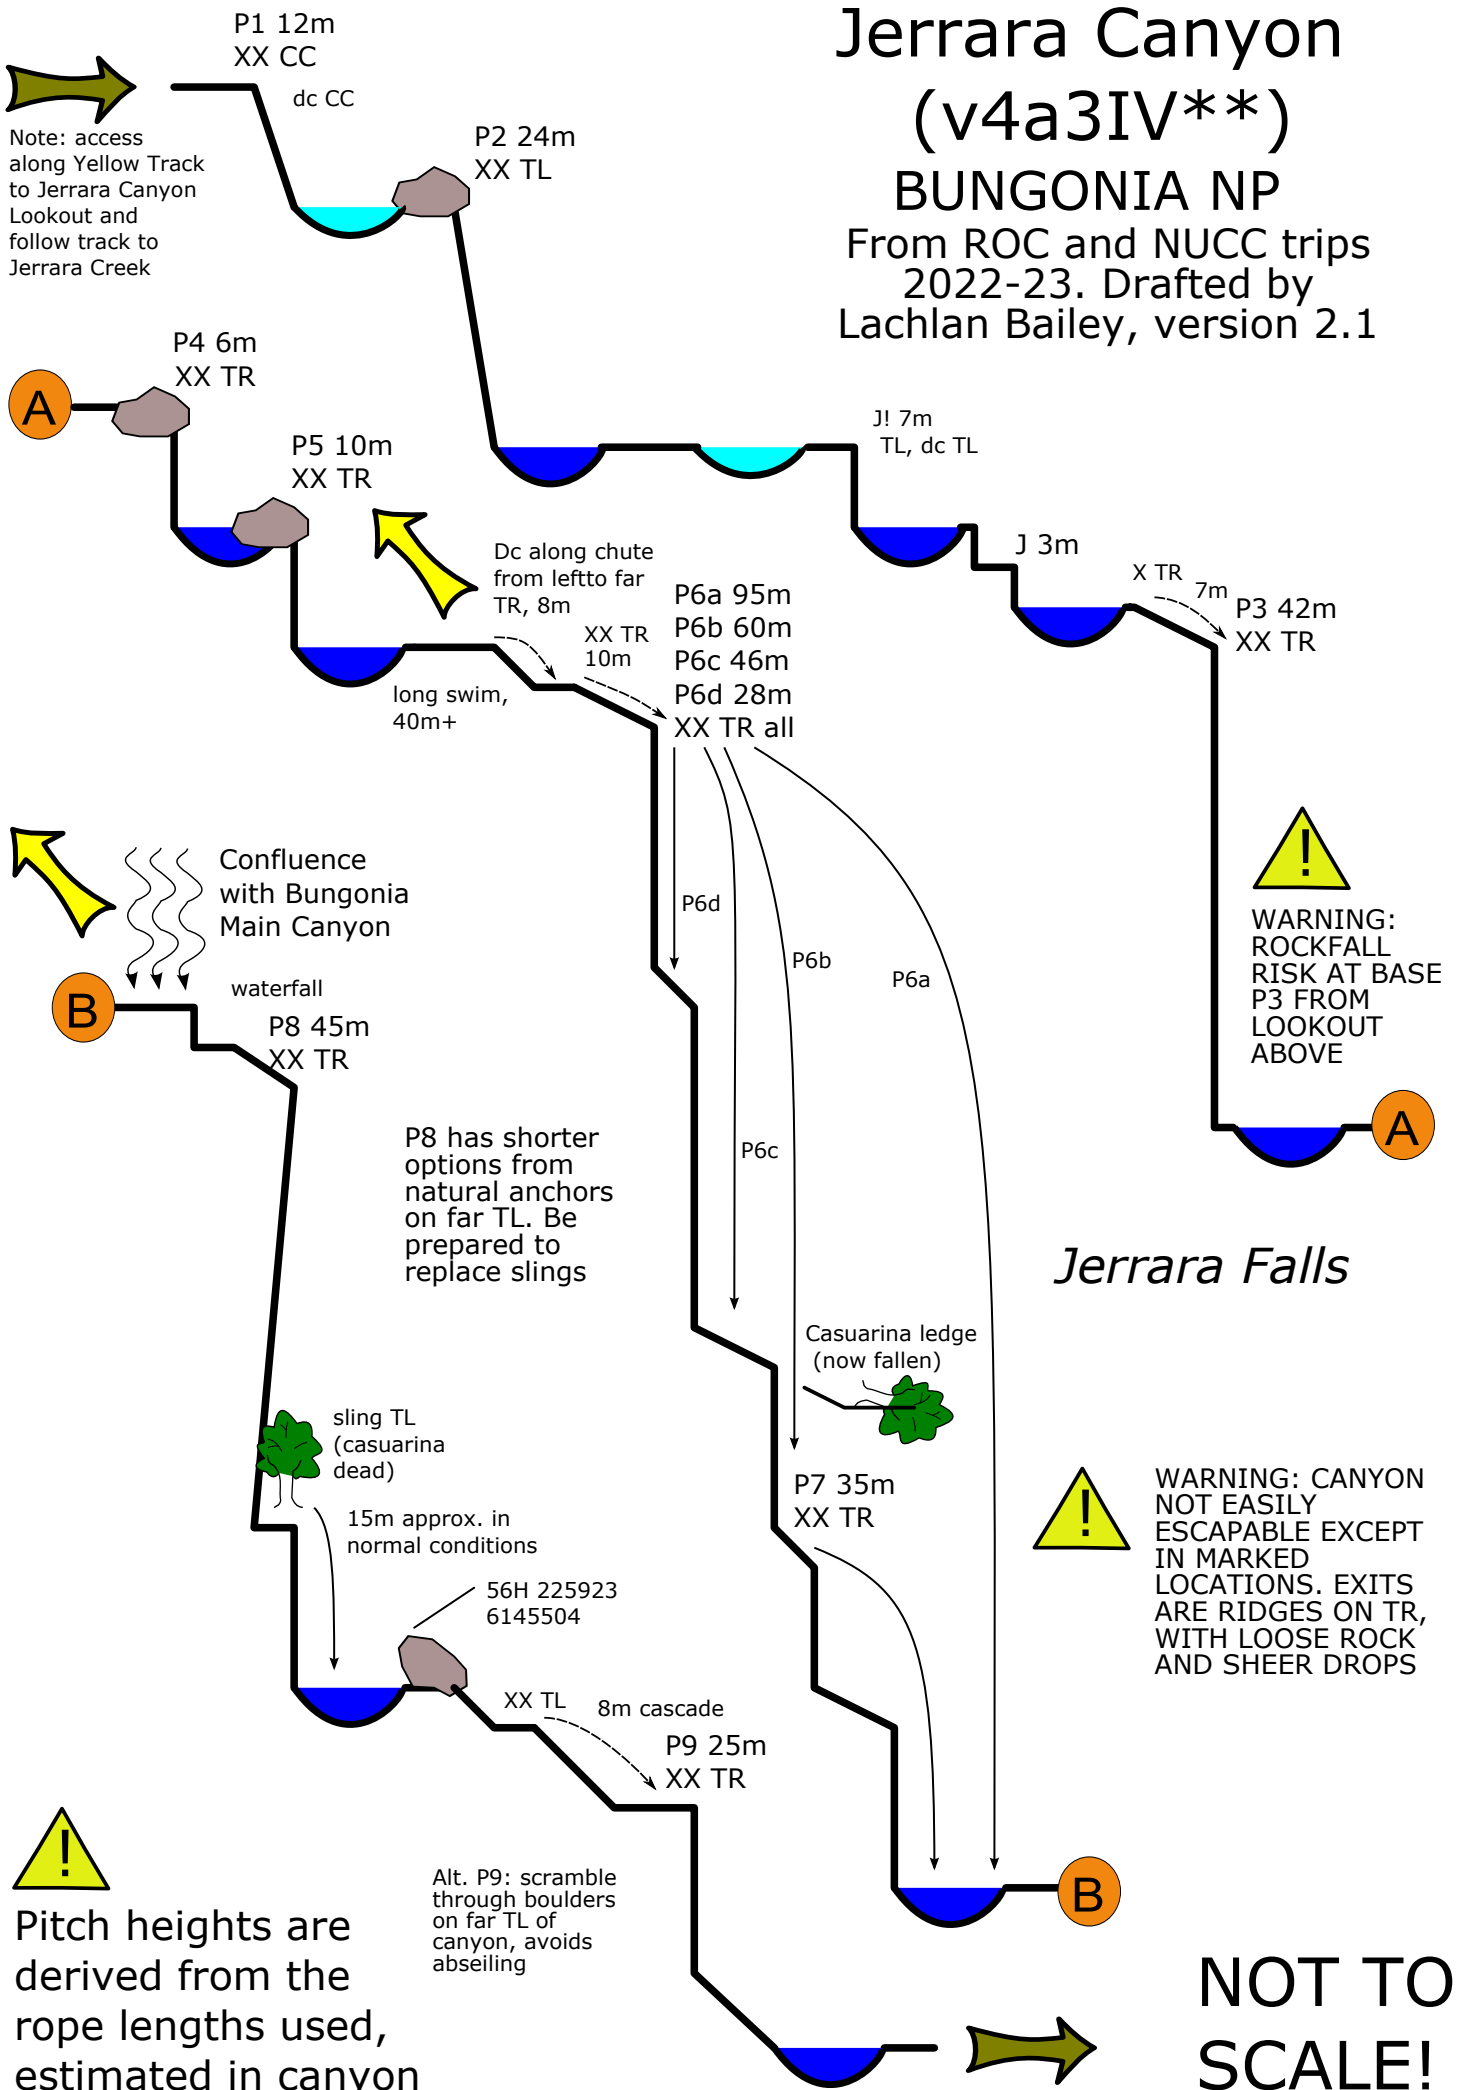 Jerrara Canyon
(v4a3IV**)
BUNGONIA NP
From ROC and NUCC trips
2022-23. Drafted by
Lachlan Bailey, version 2.1
P1 12m
XX CC
dc CC
Note: access
along Yellow Track
to Jerrara Canyon
Lookout and
follow track to
Jerrara Creek
P2 24m
XX TL
J! 7m
TL, dc TL
J 3m
X TR
7m
P3 42m
XX TR
WARNING:
ROCKFALL
RISK AT BASE
P3 FROM
LOOKOUT
ABOVE
A
A
P4 6m
XX TR
P5 10m
XX TR
long swim,
40m+
Dc along chute
from leftto far
TR, 8m
XX TR
10m
P6a 95m
P6b 60m
P6c 46m
P6d 28m
XX TR all
P6d
P6b
P6a
P6c
Jerrara Falls
Casuarina ledge
(now fallen)
P7 35m
XX TR
WARNING: CANYON
NOT EASILY
ESCAPABLE EXCEPT
IN MARKED
LOCATIONS. EXITS
ARE RIDGES ON TR,
WITH LOOSE ROCK
AND SHEER DROPS
B
Confluence
with Bungonia
Main Canyon
B
waterfall
P8 45m
XX TR
P8 has shorter
options from
natural anchors
on far TL. Be
prepared to
replace slings
sling TL
(casuarina
dead)
15m approx. in
normal conditions
56H 225923
6145504
XX TL
8m cascade
P9 25m
XX TR
Alt. P9: scramble
through boulders
on far TL of
canyon, avoids
abseiling
!
!
!
Pitch heights are
derived from the
rope lengths used,
estimated in canyon
NOT TO
SCALE!